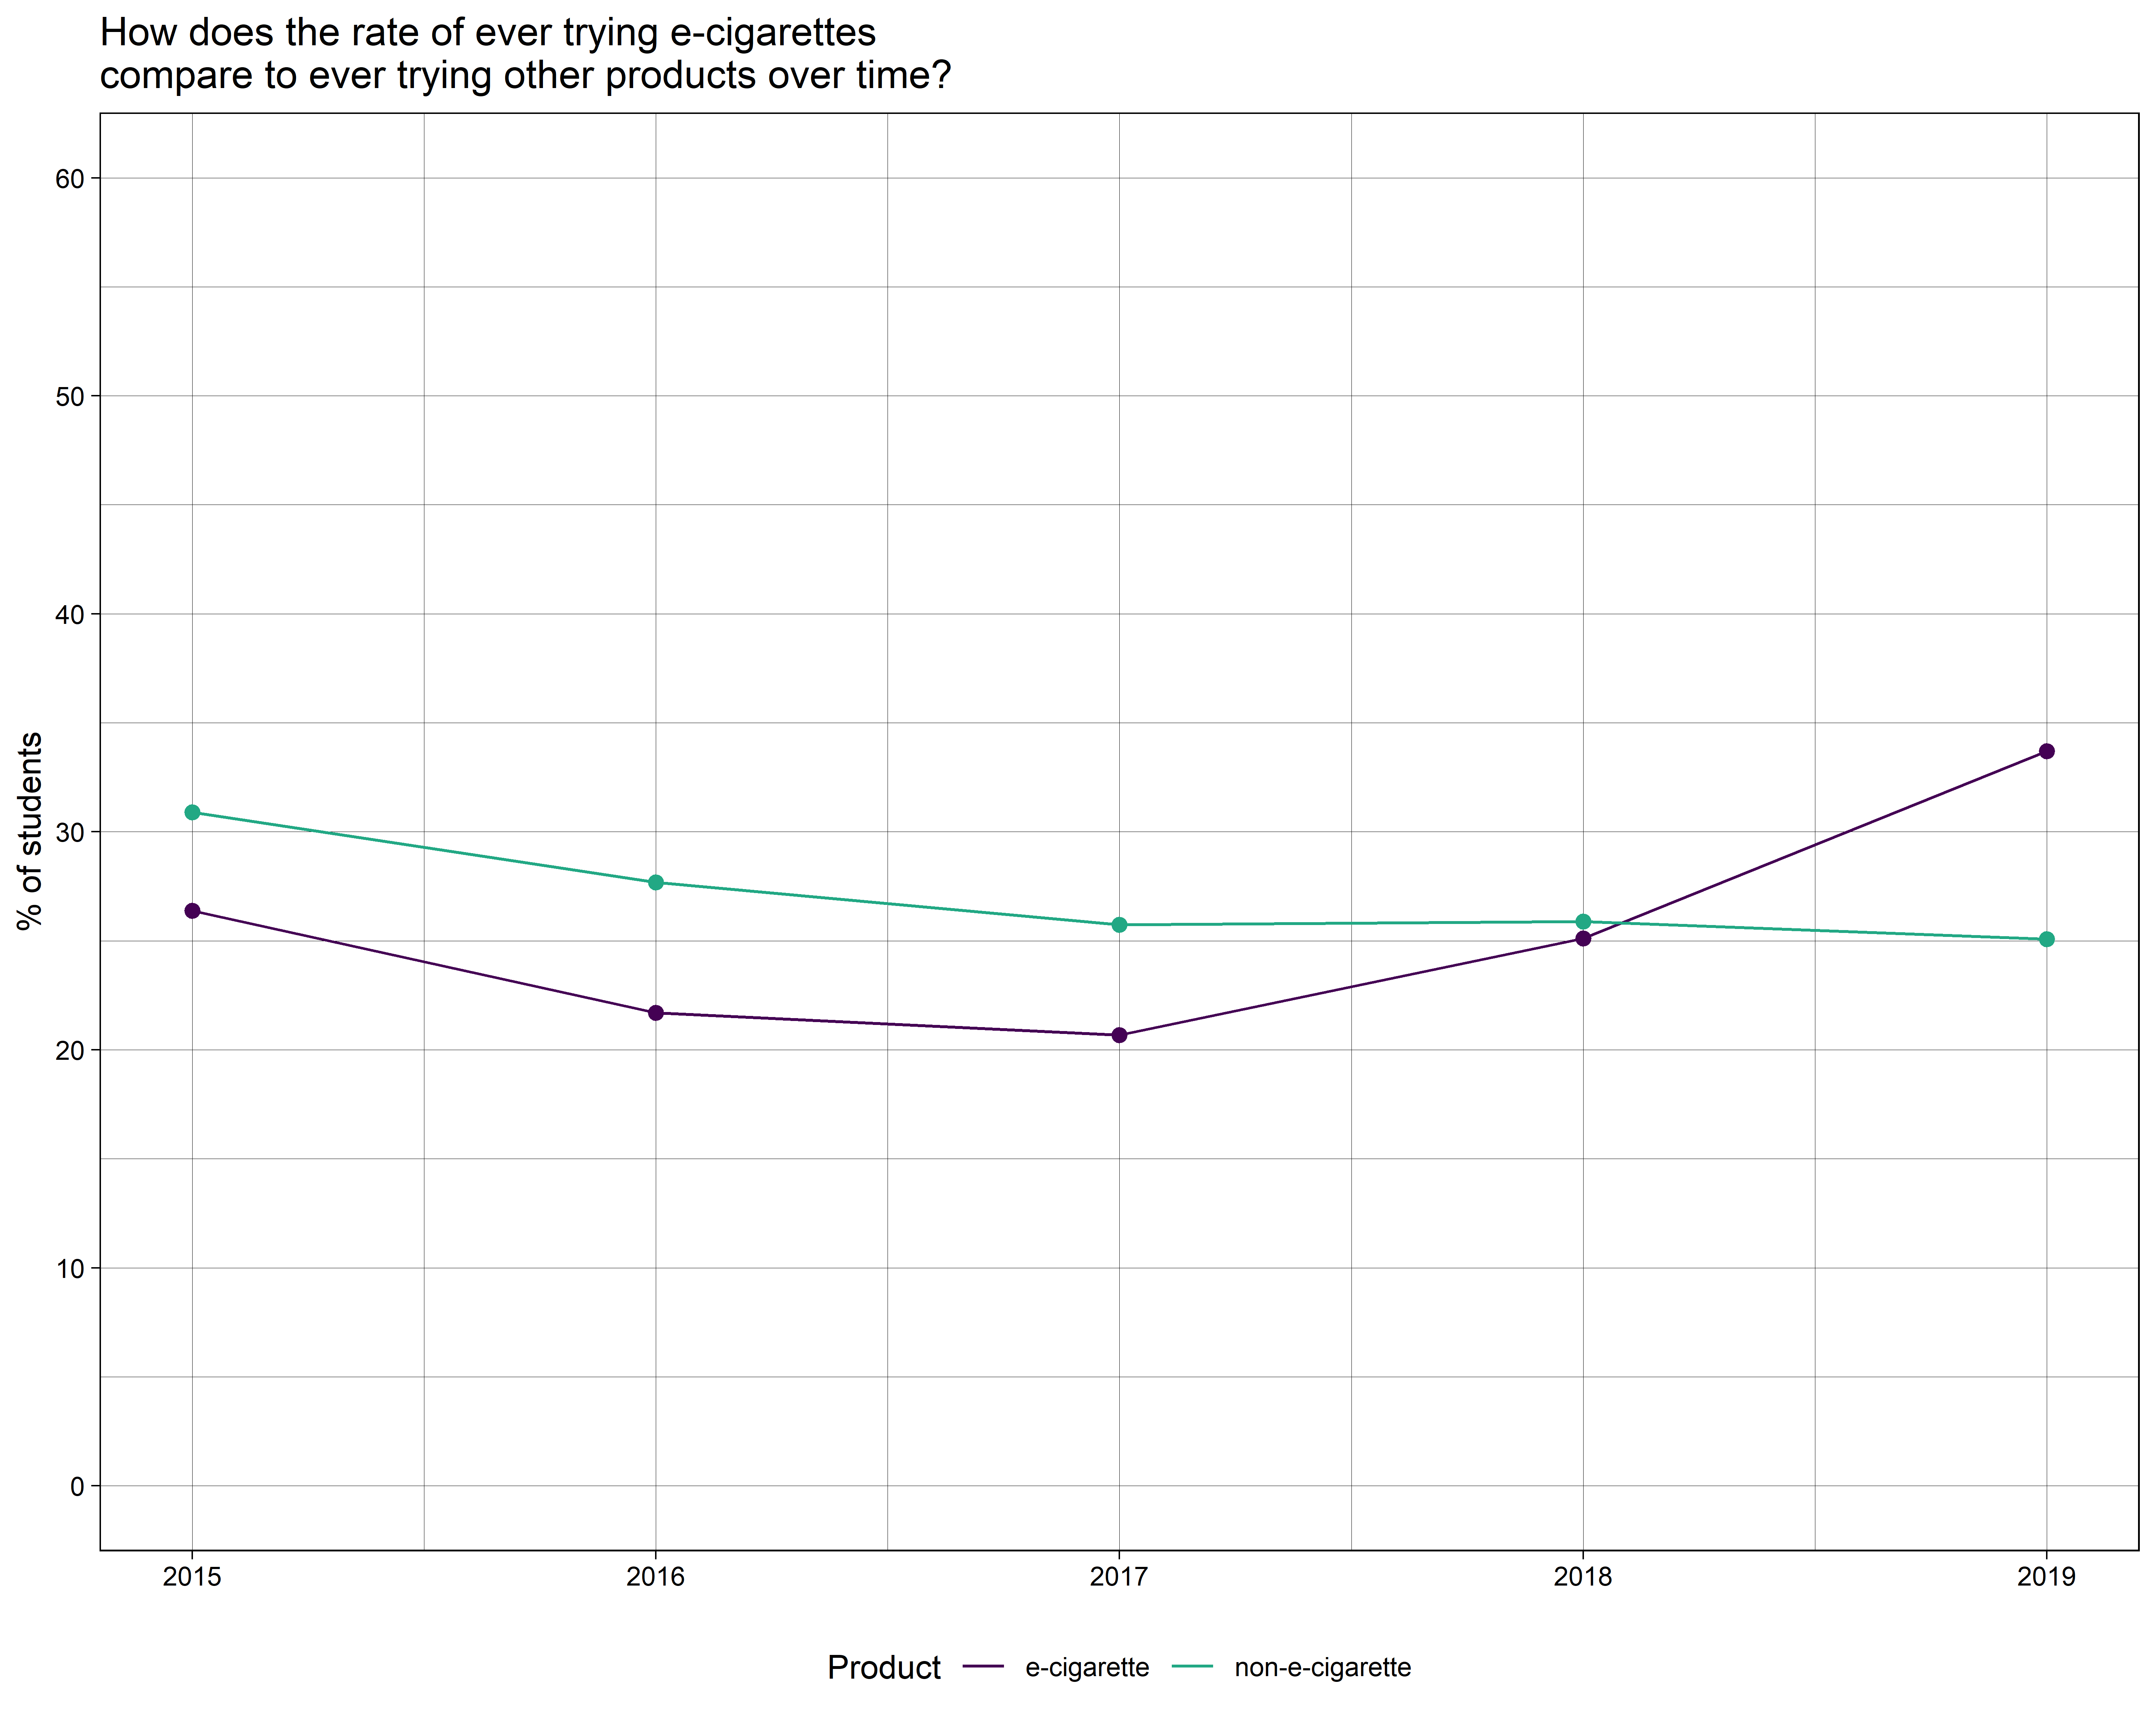 How does the rate of ever trying e-cigarettes
compare to ever trying other products over time?
% of students
60
50
40
30
20
10
0
2015 2016 2017 2018 2019
Product e-cigarette non-e-cigarette